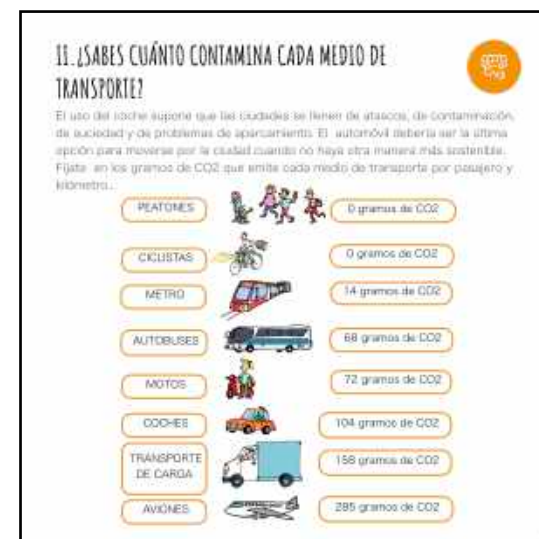 II. ¿SABES CUÁNTO CONTAMINA CADA MEDIO DE
TRANSPORTE?
El uso del coche supone que las ciudades se llenen de atascos, de contaminación,
de suciedad y de problemas de aparcamiento. El automóvil debería ser la última
opción para moverse por la ciudad cuando no haya otra manera más sostenible.
Fíjate en los gramos de CO2 que emite cada medio de transporte por pasajero y
kilómetro...
PEATONES 0 gramos de CO2
CICLISTAS 0 gramos de CO2
METRO 14 gramos de CO2
AUTOBUSES 68 gramos de CO2
MOTOS 72 gramos de CO2
COCHES 104 gramos de CO2
TRANSPORTE
DE CARGA 158 gramos de CO2
AVIONES 285 gramos de CO2